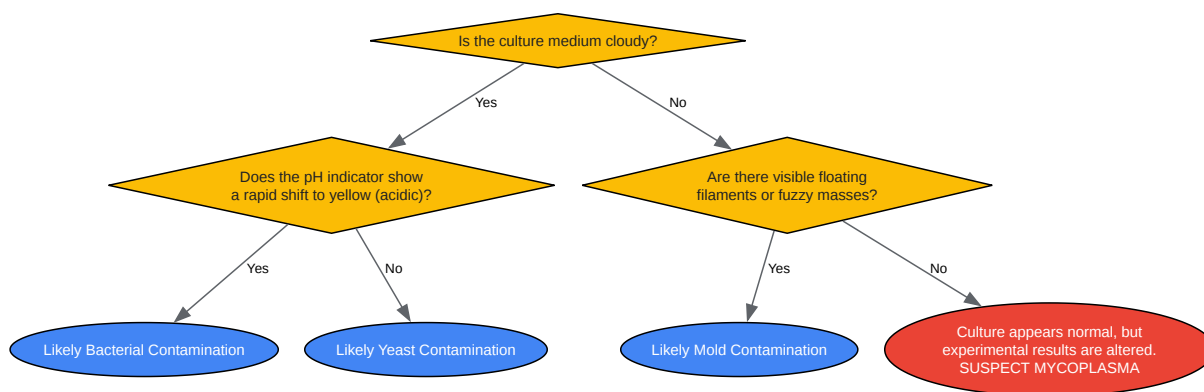 Is the culture medium cloudy?
Yes
No
Does the pH indicator show
a rapid shift to yellow (acidic)?
Are there visible floating
filaments or fuzzy masses?
Yes
No
Yes
No
Likely Bacterial Contamination
Likely Yeast Contamination
Likely Mold Contamination
Culture appears normal, but
experimental results are altered.
SUSPECT MYCOPLASMA